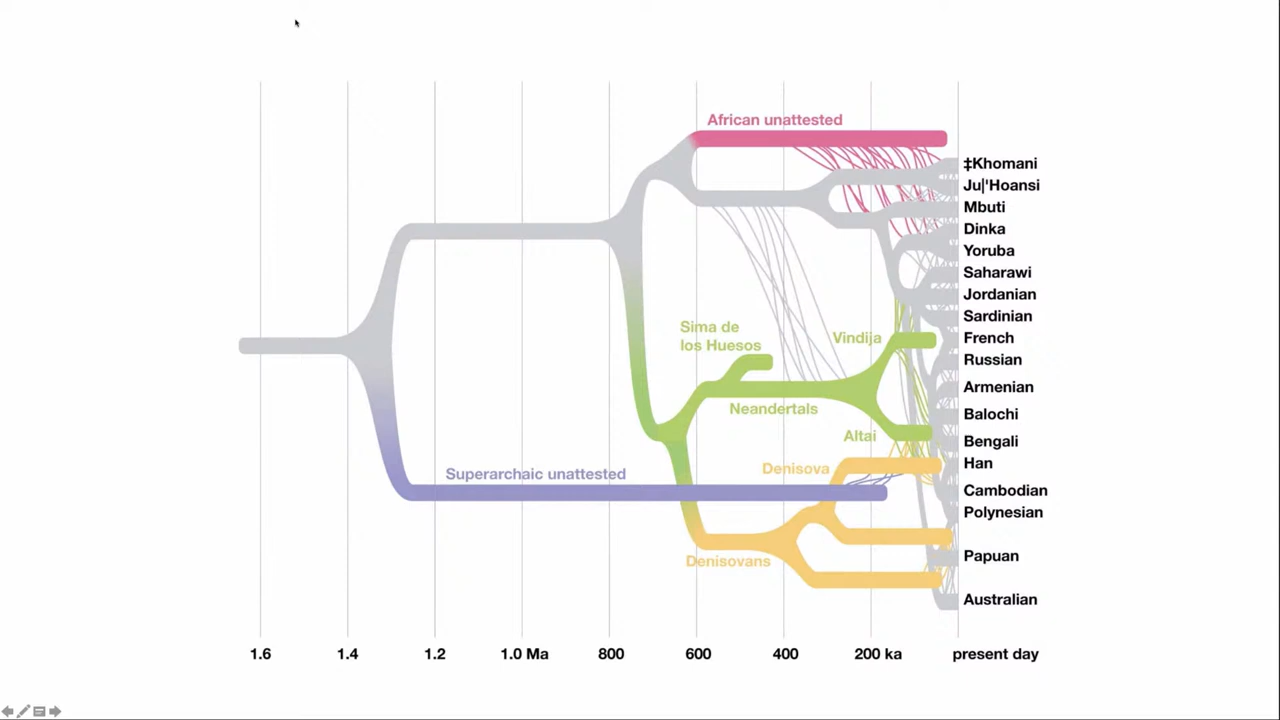 African unattested
‡Khomani
Ju|'Hoansi
Mbuti
Dinka
Yoruba
Saharawi
Jordanian
Sardinian
Sima de
los Huesos
Vindija
French
Russian
Armenian
Neandertals
Balochi
Altai
Bengali
Denisova
Han
Superarchaic unattested
Cambodian
Polynesian
Denisovans
Papuan
Australian
1.6 1.4 1.2 1.0 Ma 800 600 400 200 ka present day